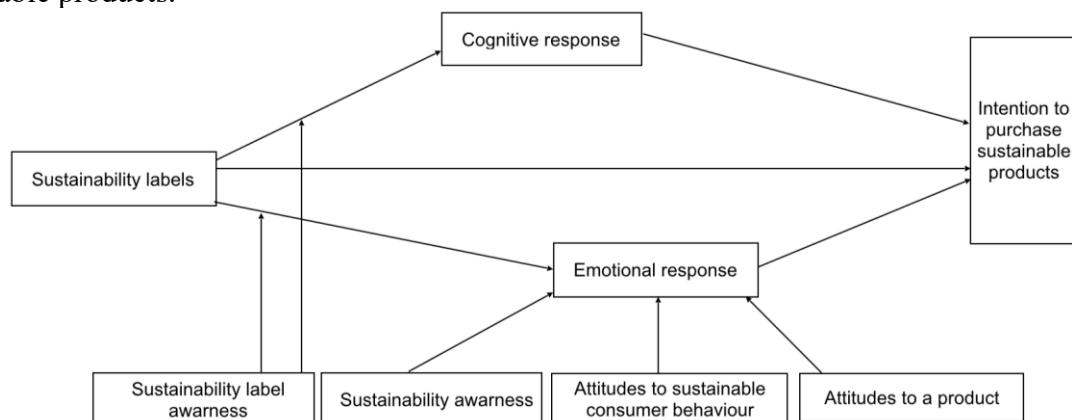 able products.
Cognitive response
Intention to
purchase
sustainable
products
Sustainability labels
Emotional response
Sustainability label
awarness
Sustainability awarness
Attitudes to sustainable
consumer behaviour
Attitudes to a product